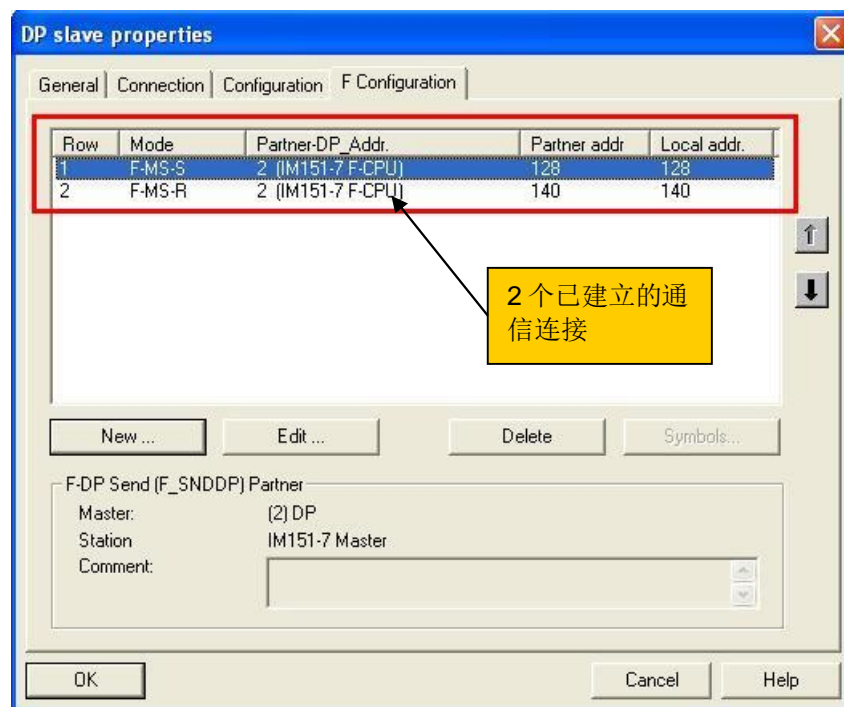 DP slave properties
General Connection Configuration F Configuration
Row Mode Partner-DP_Addr. Partner addr Local addr.
1 F-MS-S 2 (IM151-7 F-CPU) 128 128
2 F-MS-R 2 (IM151-7 F-CPU) 140 140
2 个已建立的通
信连接
New ... Edit ... Delete Symbols...
F-DP Send (F_SNDDP) Partner
Master: (2) DP
Station IM151-7 Master
Comment:
OK Cancel Help